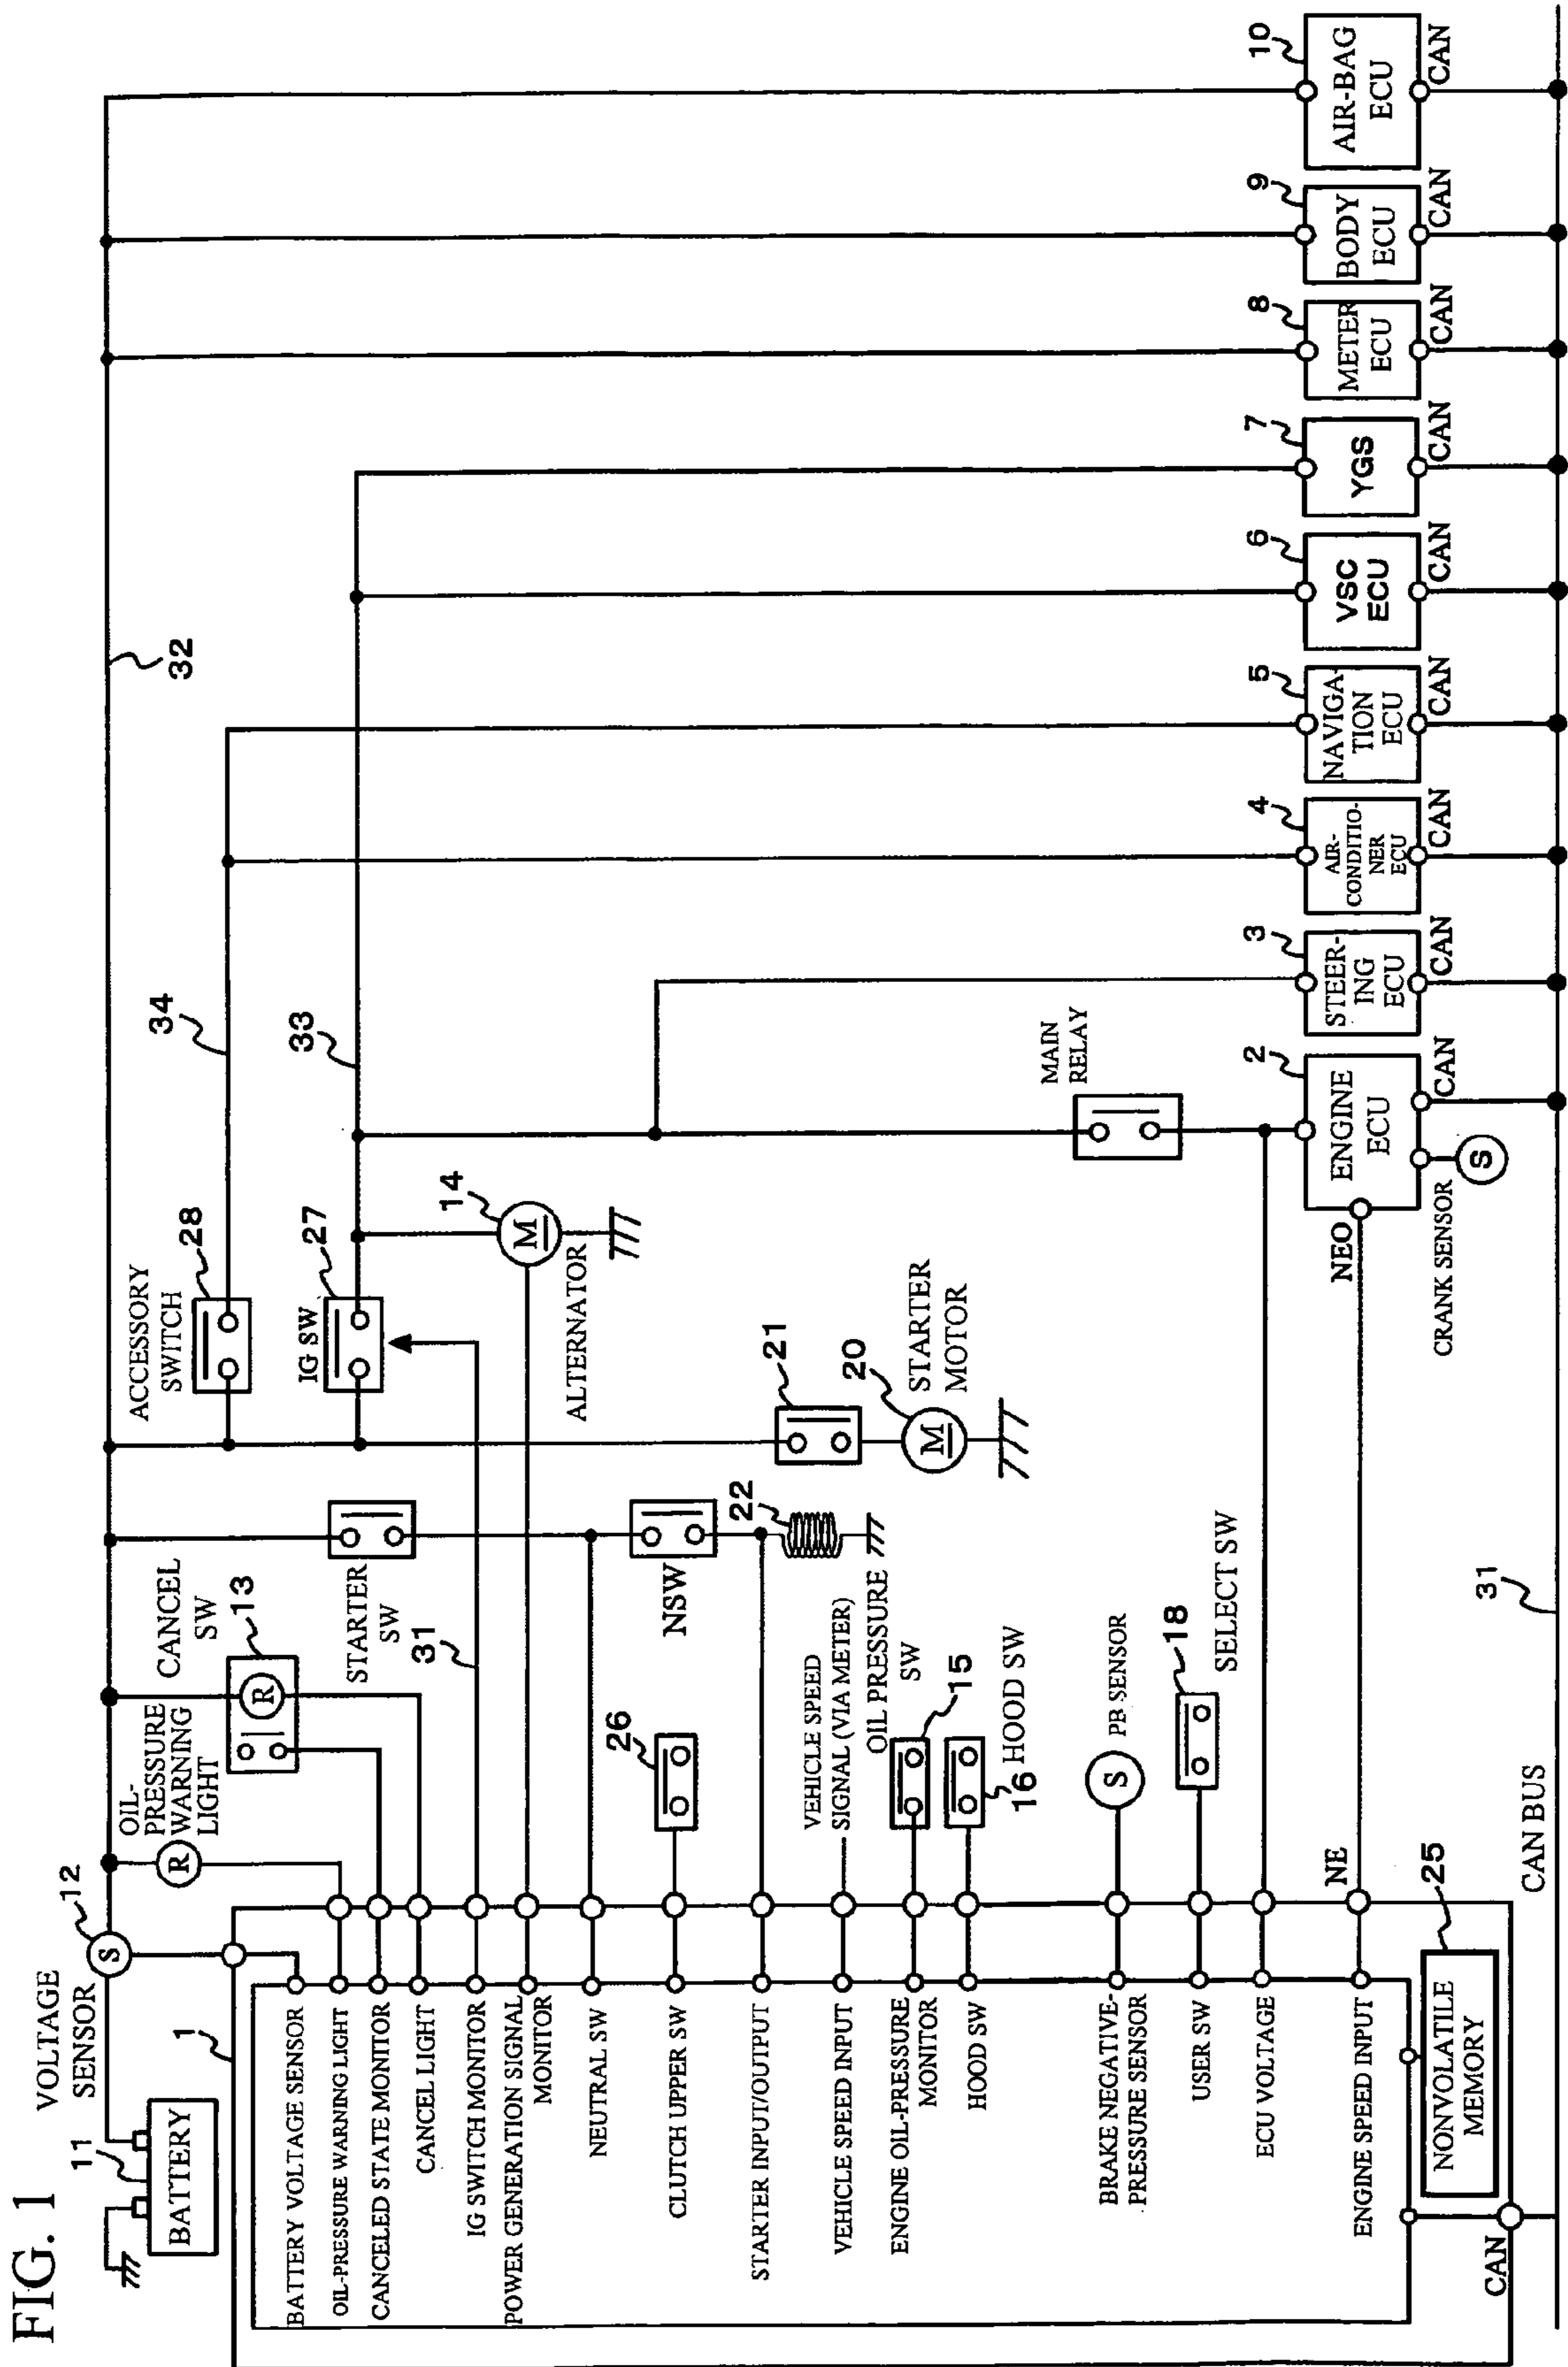 FIG. 1
VOLTAGE
SENSOR
12
11
BATTERY
S
1
OIL-
PRESSURE
WARNING
LIGHT
R
CANCEL
SW
13
R
STARTER
SW
31
NSW
22
26
VEHICLE SPEED
SIGNAL (VIA METER)
OIL PRESSURE
SW
15
16
HOOD SW
S
PB SENSOR
18
SELECT SW
ACCESSORY
SWITCH
28
IG SW
27
34
33
32
14
M
ALTERNATOR
21
20
M
STARTER
MOTOR
MAIN
RELAY
BATTERY VOLTAGE SENSOR
OIL-PRESSURE WARNING LIGHT
CANCELED STATE MONITOR
CANCEL LIGHT
IG SWITCH MONITOR
POWER GENERATION SIGNAL
MONITOR
NEUTRAL SW
CLUTCH UPPER SW
STARTER INPUT/OUTPUT
VEHICLE SPEED INPUT
ENGINE OIL-PRESSURE
MONITOR
HOOD SW
BRAKE NEGATIVE-
PRESSURE SENSOR
USER SW
ECU VOLTAGE
ENGINE SPEED INPUT
NE
25
NONVOLATILE
MEMORY
CAN
CAN BUS
31
NEO
CRANK SENSOR
S
2
ENGINE
ECU
CAN
3
STEER-
ING
ECU
CAN
4
AIR-
CONDITIO-
NER
ECU
CAN
5
NAVIGA-
TION
ECU
CAN
6
VSC
ECU
CAN
7
YGS
CAN
8
METER
ECU
CAN
9
BODY
ECU
CAN
10
AIR-BAG
ECU
CAN